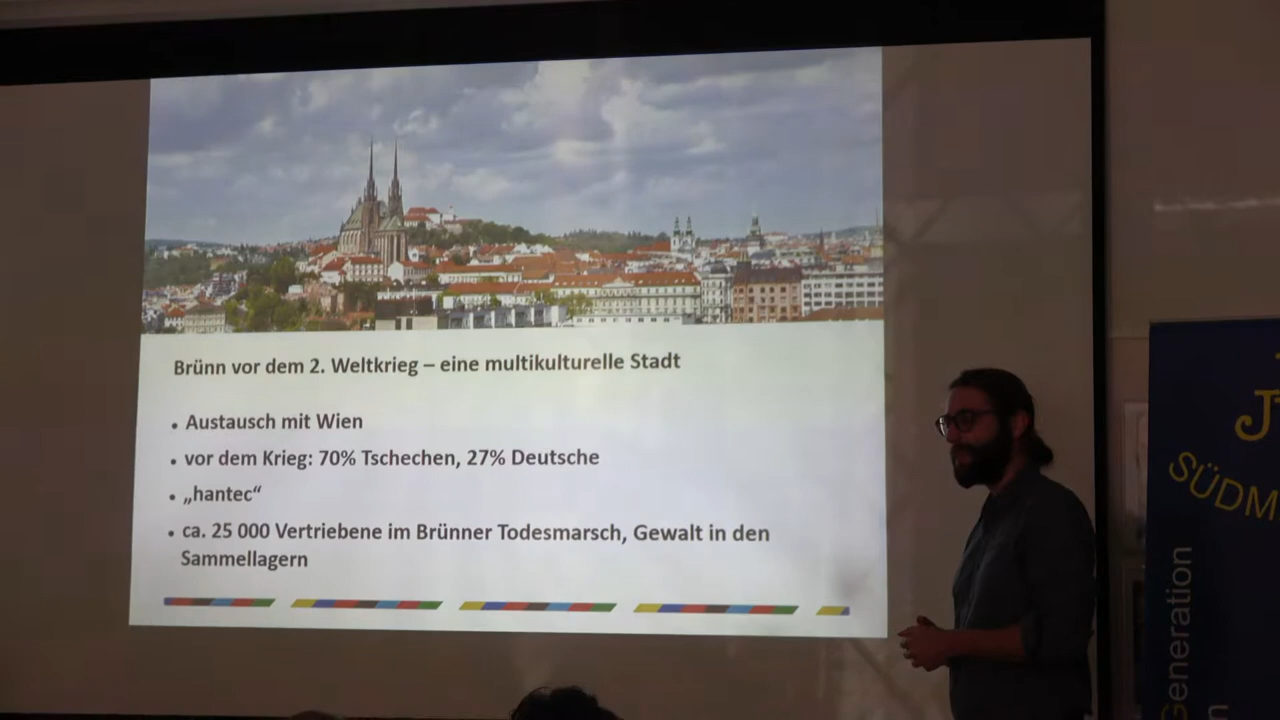 Brünn vor dem 2. Weltkrieg – eine multikulturelle Stadt
• Austausch mit Wien
• vor dem Krieg: 70% Tschechen, 27% Deutsche
• „hantec“
• ca. 25 000 Vertriebene im Brünner Todesmarsch, Gewalt in den
Sammellagern
SÜDM
Generation